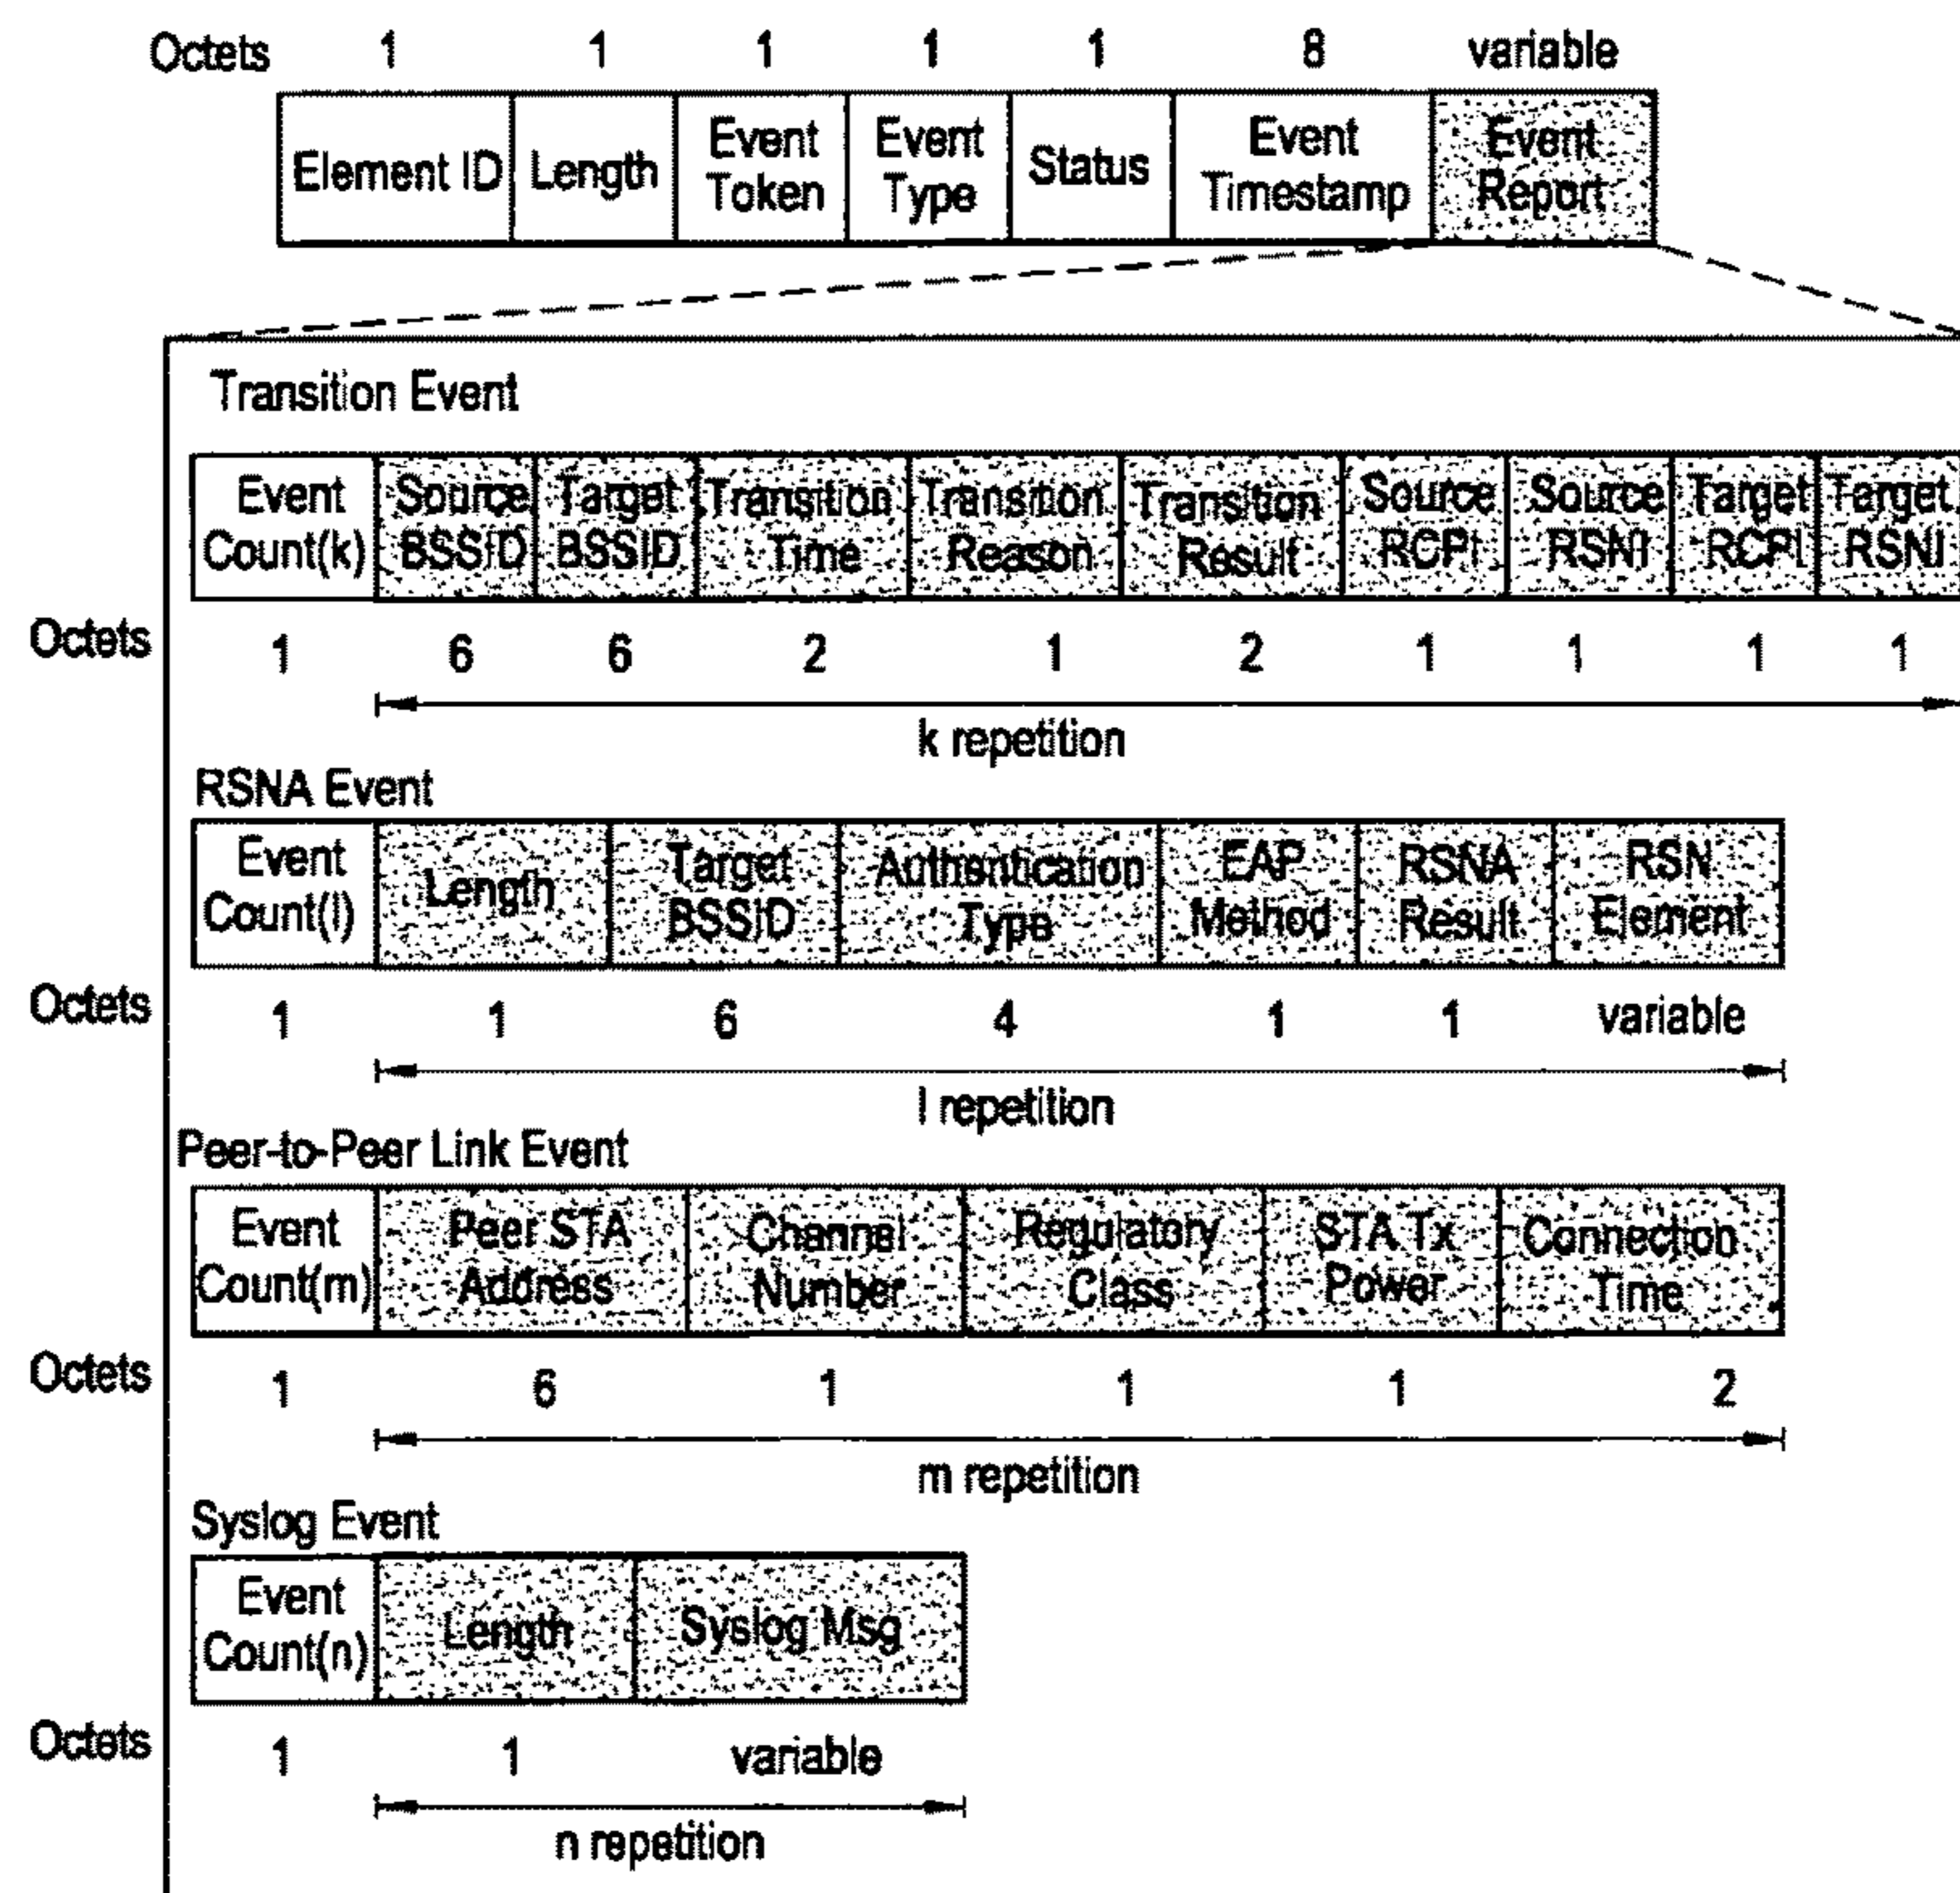 Octets 1 1 1 1 1 8 variable
Element ID Length Event Token Event Type Status Event Timestamp Event Report
Transition Event
Event Count(k) Source BSSID Target BSSID Transition Time Transition Reason Transition Result Source RCPI Source RSNI Target RCPI Target RSNI
Octets 1 6 6 2 1 2 1 1 1 1
k repetition
RSNA Event
Event Count(l) Length Target BSSID Authentication Type EAP Method RSNA Result RSN Element
Octets 1 1 6 4 1 1 variable
l repetition
Peer-to-Peer Link Event
Event Count(m) Peer STA Address Channel Number Regulatory Class STA Tx Power Connection Time
Octets 1 6 1 1 1 2
m repetition
Syslog Event
Event Count(n) Length Syslog Msg
Octets 1 1 variable
n repetition